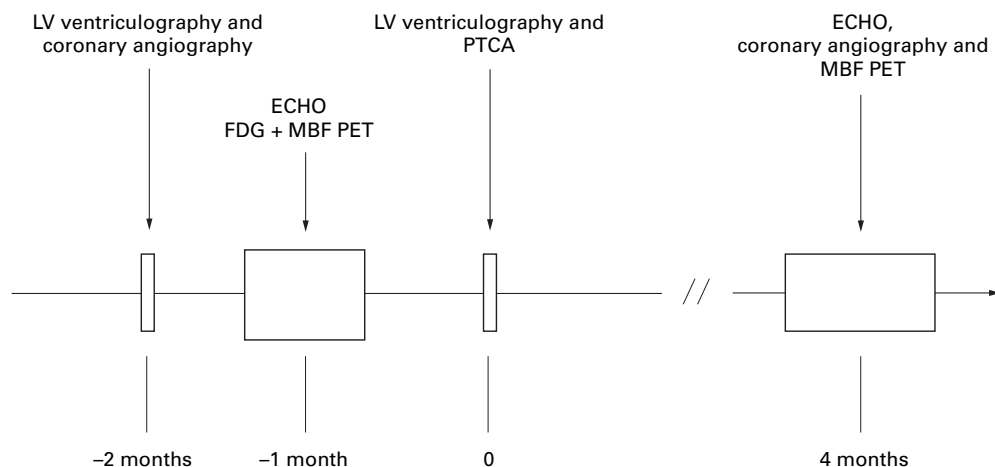 LV ventriculography and
coronary angiography
ECHO
FDG + MBF PET
LV ventriculography and
PTCA
ECHO,
coronary angiography and
MBF PET
–2 months
–1 month
0
4 months